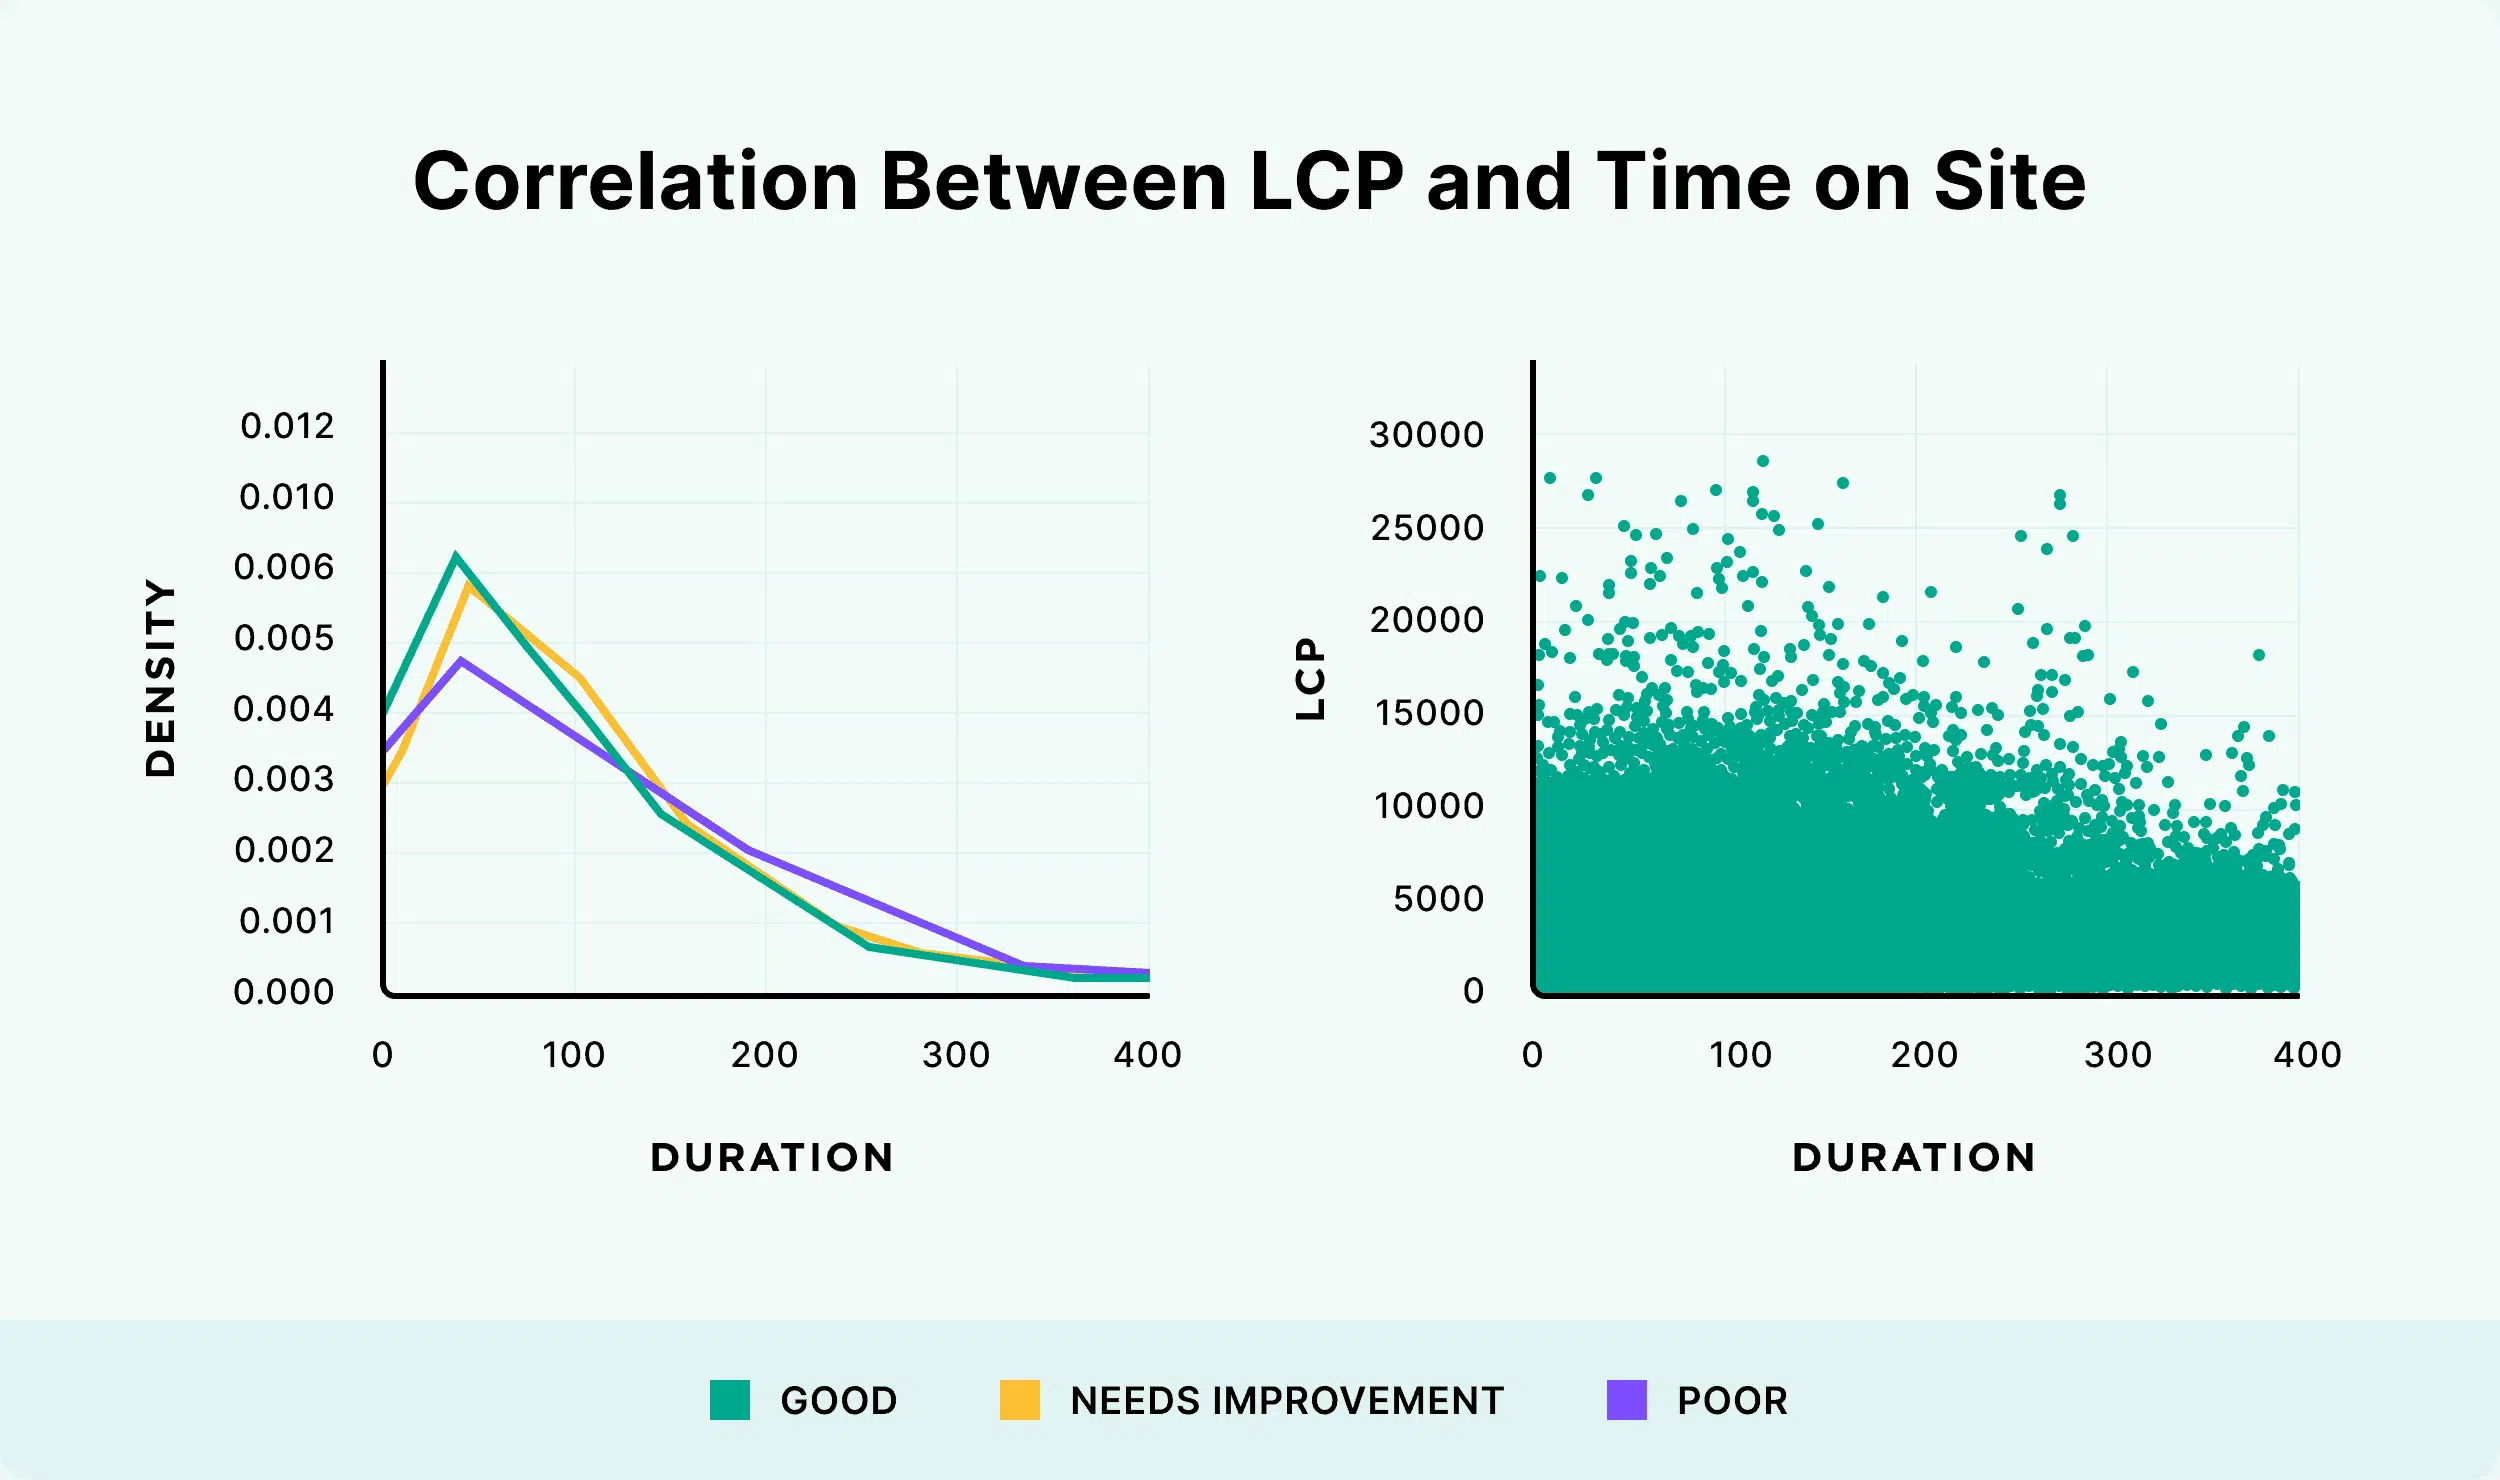 Correlation Between LCP and Time on Site
DENSITY
0.012
0.010
0.006
0.005
0.004
0.003
0.002
0.001
0.000
0 100 200 300 400
DURATION
LCP
30000
25000
20000
15000
10000
5000
0
0 100 200 300 400
DURATION
GOOD NEEDS IMPROVEMENT POOR